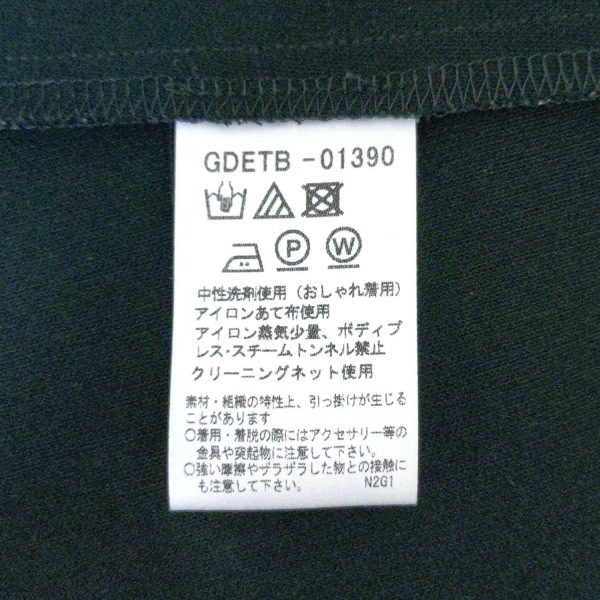 GDETB -01390
P W
中性洗剤使用（おしゃれ着用）
アイロンあて布使用
アイロン蒸気少量、ボディプ
レス・スチームトンネル禁止
クリーニングネット使用
素材・組織の特性上、引っ掛けが生じる
ことがあります
○着用・着脱の際にはアクセサリー等の
金具や突起物に注意して下さい。
○強い摩擦やザラザラした物との接触に
も注意して下さい。 N2G1